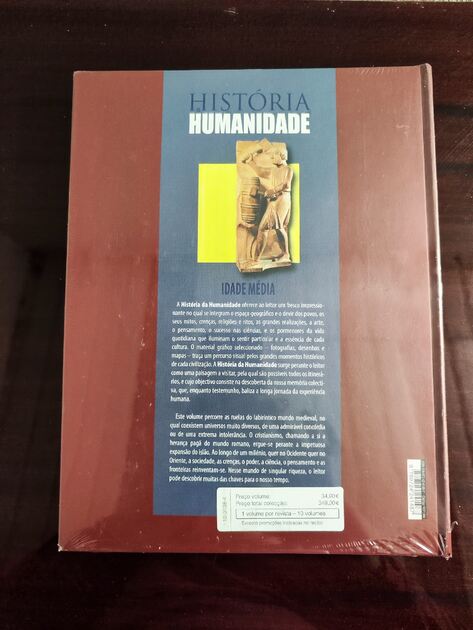 HISTÓRIA
DA
HUMANIDADE
IDADE MÉDIA
A História da Humanidade oferece ao leitor um fresco impressio-
nante no qual se integram o espaço geográfico e o devir dos povos, os
seus mitos, crenças, religiões e ritos, as grandes realizações, a arte,
o pensamento, o sucesso nas ciências, e os pormenores da vida
quotidiana que iluminam o sentir particular e a essência de cada
cultura. O material gráfico seleccionado – fotografias, desenhos e
mapas – traça um percurso visual pelos grandes momentos históricos
de cada civilização. A História da Humanidade surge perante o leitor
como uma paisagem a visitar, pela qual são possíveis todos os itinerá-
rios, e cujo objectivo consiste na descoberta da nossa memória colecti-
va, que, enquanto testemunho, baliza a longa jornada da experiência
humana.
Este volume percorre as ruelas do labiríntico mundo medieval, no
qual coexistem universos muito diversos, de uma admirável concórdia
ou de uma extrema intolerância. O cristianismo, chamando a si a
herança pagã do mundo romano, ergue-se perante a impetuosa
expansão do islão. Ao longo de um milénio, quer no Ocidente quer no
Oriente, a sociedade, as crenças, o poder, a ciência, o pensamento e as
fronteiras reinventam-se. Nesse mundo de singular riqueza, o leitor
pode descobrir muitas das chaves para o nosso tempo.
Preço volume: 34,90€
Preço total colecção: 349,00€
1 volume por revista – 10 volumes
Excepto promoções indicadas no rosto